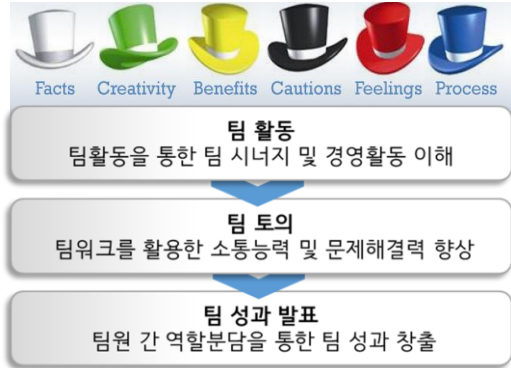 Facts Creativity Benefits Cautions Feelings Process
팀 활동
팀활동을 통한 팀 시너지 및 경영활동 이해
팀 토의
팀워크를 활용한 소통능력 및 문제해결력 향상
팀 성과 발표
팀원 간 역할분담을 통한 팀 성과 창출